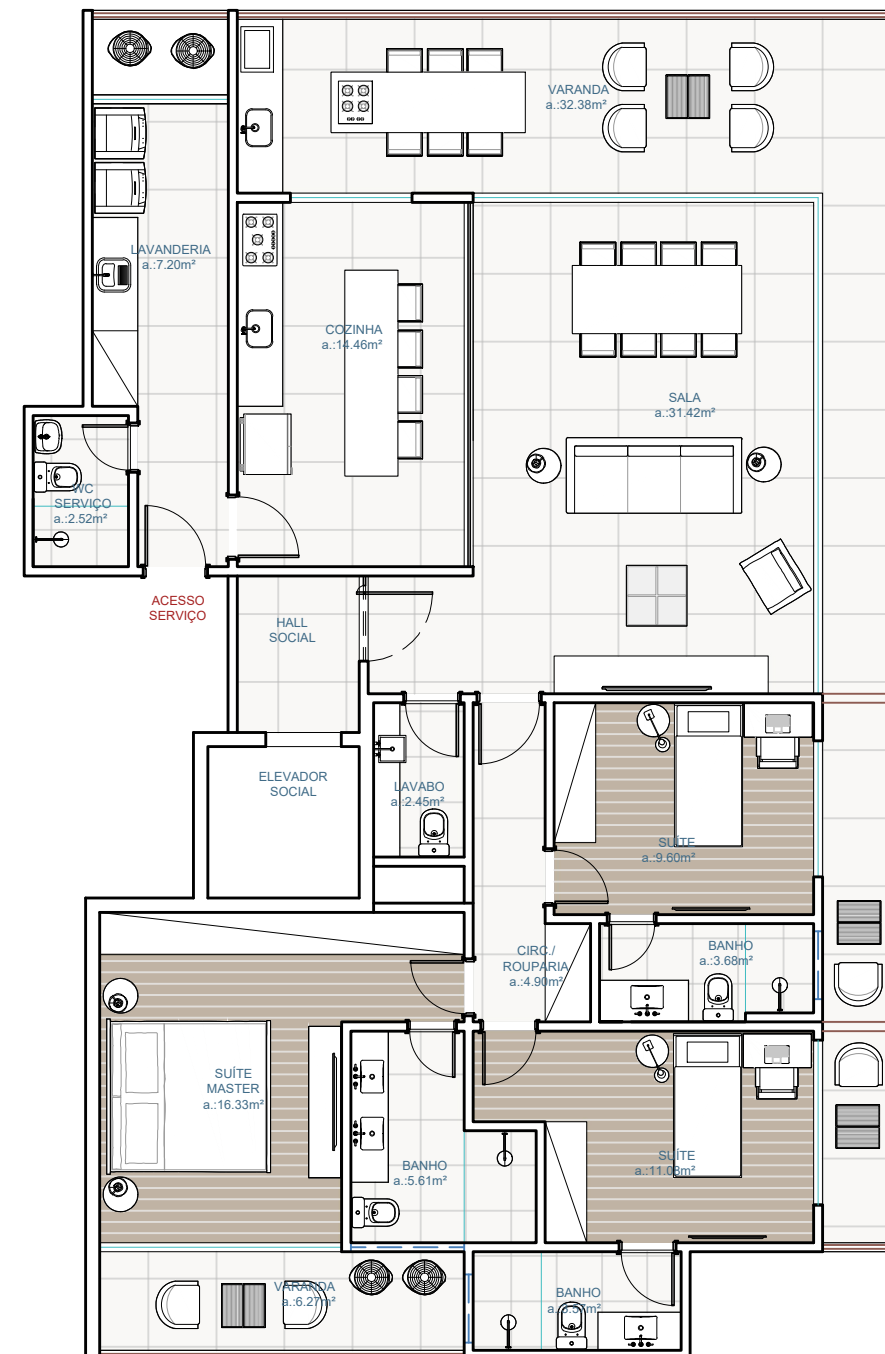 VARANDA
a.:32.38m²
LAVANDERIA
a.:7.20m²
COZINHA
a.:14.46m²
SALA
a.:31.42m²
WC
SERVIÇO
a.:2.52m²
ACESSO
SERVIÇO
HALL
SOCIAL
ELEVADOR
SOCIAL
LAVABO
a.:2.45m²
SUÍTE
a.:9.60m²
CIRC./
ROUPARIA
a.:4.90m²
BANHO
a.:3.68m²
SUÍTE
MASTER
a.:16.33m²
BANHO
a.:5.61m²
SUÍTE
a.:11.08m²
VARANDA
a.:6.27m²
BANHO